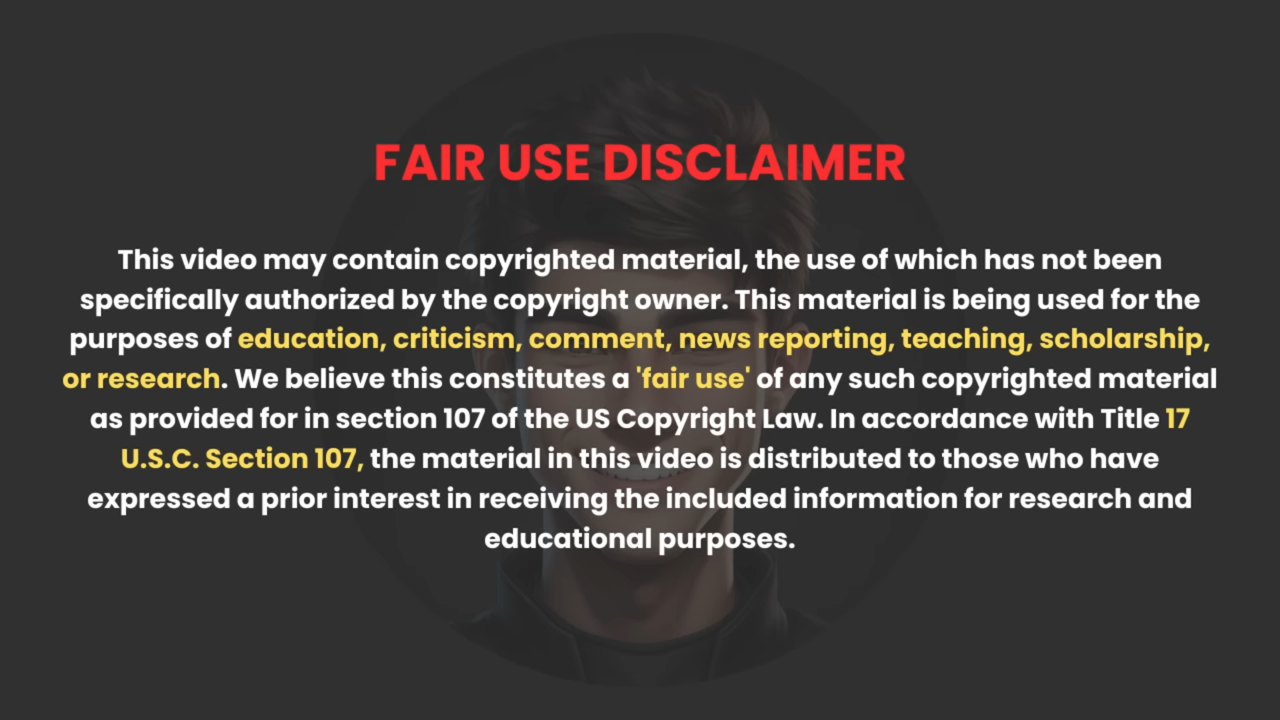 FAIR USE DISCLAIMER
This video may contain copyrighted material, the use of which has not been
specifically authorized by the copyright owner. This material is being used for the
purposes of education, criticism, comment, news reporting, teaching, scholarship,
or research. We believe this constitutes a 'fair use' of any such copyrighted material
as provided for in section 107 of the US Copyright Law. In accordance with Title 17
U.S.C. Section 107, the material in this video is distributed to those who have
expressed a prior interest in receiving the included information for research and
educational purposes.